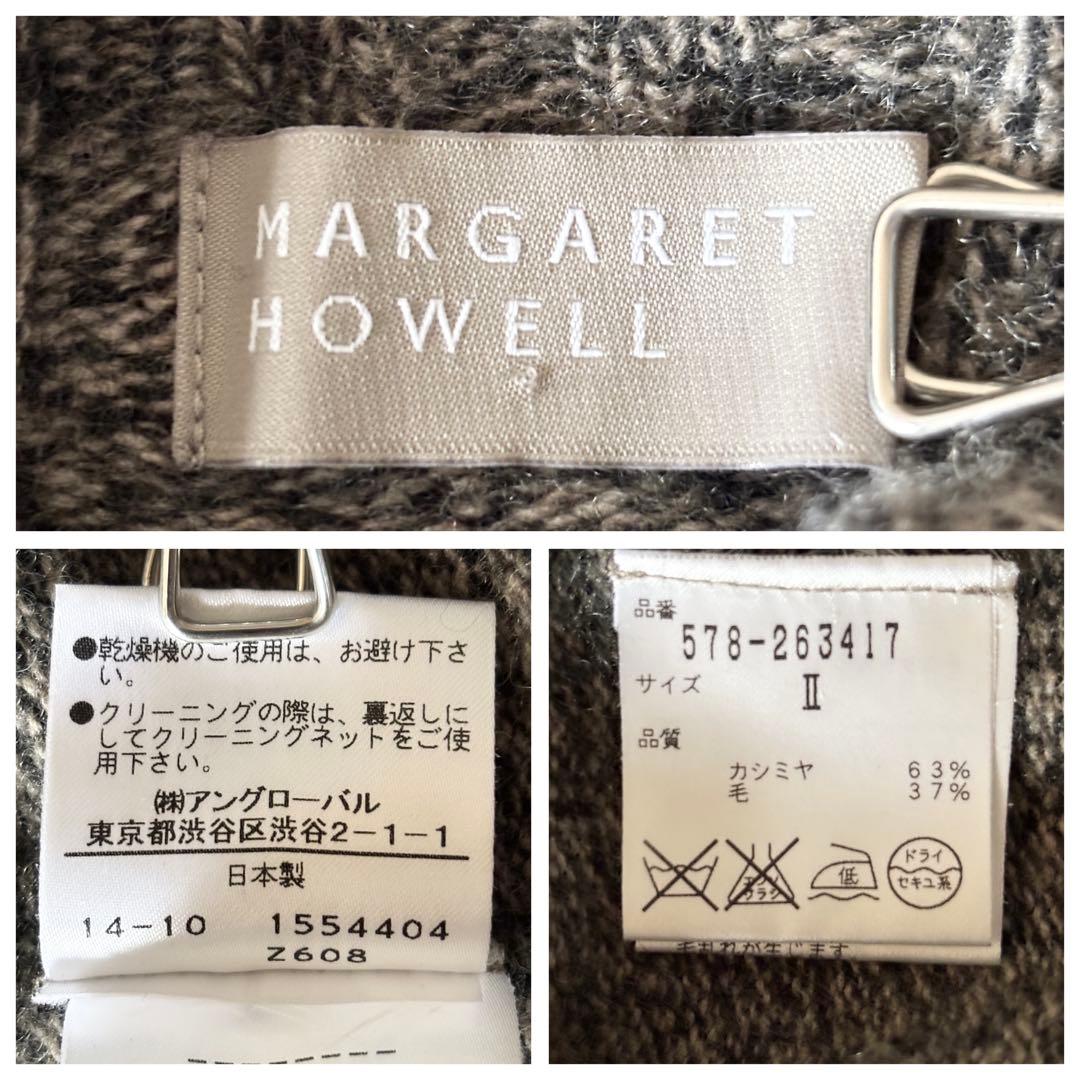 MARGARET
HOWELL
●乾燥機のご使用は、お避け下さ
い。
●クリーニングの際は、裏返しに
してクリーニングネットをご使
用下さい。
㈱アングローバル
東京都渋谷区渋谷2-1-1
日本製
14-10 1554404
Z608
品番
578-263417
サイズ Ⅱ
品質
カシミヤ 63%
毛 37%
低
ドライ
セキユ系